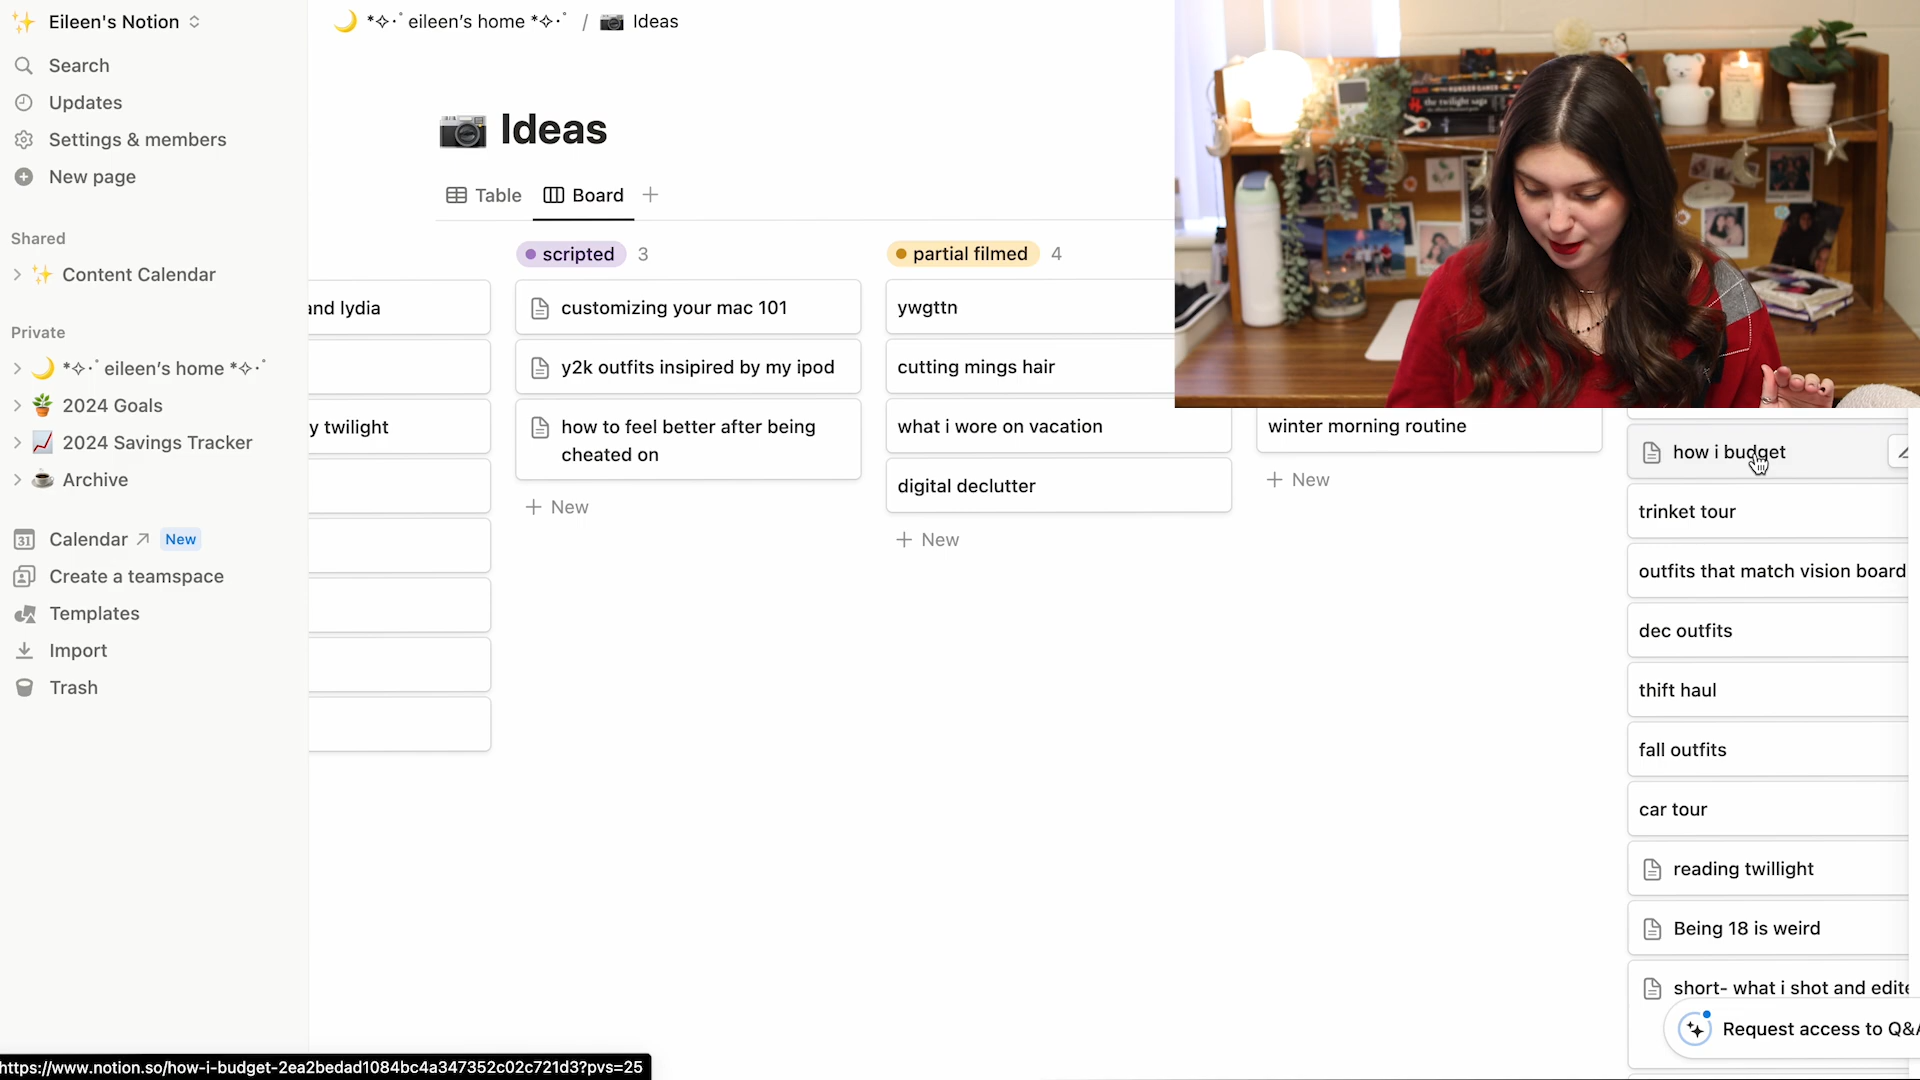 Eileen's Notion
Search
Updates
Settings & members
New page
Shared
Content Calendar
Private
*✧·˚ eileen's home *✧·˚
2024 Goals
2024 Savings Tracker
Archive
Calendar ↗ New
Create a teamspace
Templates
Import
Trash
*✧·˚ eileen's home *✧·˚ / Ideas
Ideas
Table
Board
and lydia
y twilight
scripted 3
customizing your mac 101
y2k outfits insipired by my ipod
how to feel better after being
cheated on
New
partial filmed 4
ywgttn
cutting mings hair
what i wore on vacation
digital declutter
New
winter morning routine
New
how i budget
trinket tour
outfits that match vision board
dec outfits
thift haul
fall outfits
car tour
reading twillight
Being 18 is weird
short- what i shot and edite
Request access to Q&A
the twilight saga
https://www.notion.so/how-i-budget-2ea2bedad1084bc4a347352c02c721d3?pvs=25